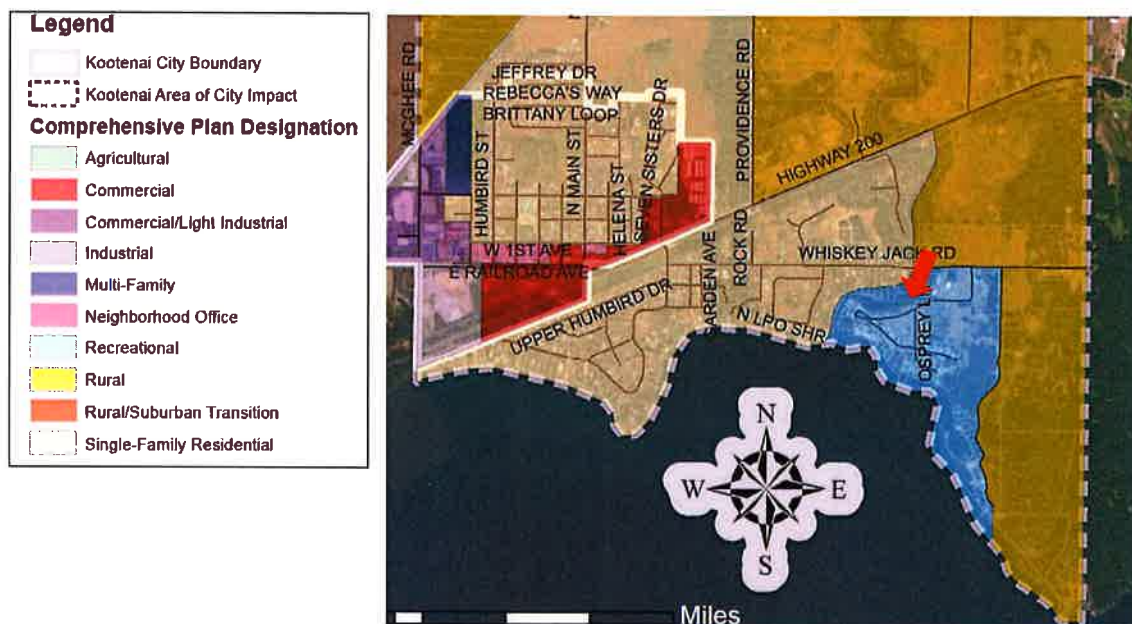 Legend
Kootenai City Boundary
Kootenai Area of City Impact
Comprehensive Plan Designation
Agricultural
Commercial
Commercial/Light Industrial
Industrial
Multi-Family
Neighborhood Office
Recreational
Rural
Rural/Suburban Transition
Single-Family Residential
MCGHEE RD
JEFFREY DR
REBECCA'S WAY
BRITTANY LOOP
HUMBIRD ST
N MAIN ST
HELENA ST
SEVEN SISTERS DR
PROVIDENCE RD
HIGHWAY 200
W 1ST AVE
E RAILROAD AVE
UPPER HUMBIRD DR
GARDEN AVE
ROCK RD
WHISKEY JACK RD
N LPO SHR
OSPREY LN
N
W
E
S
Miles